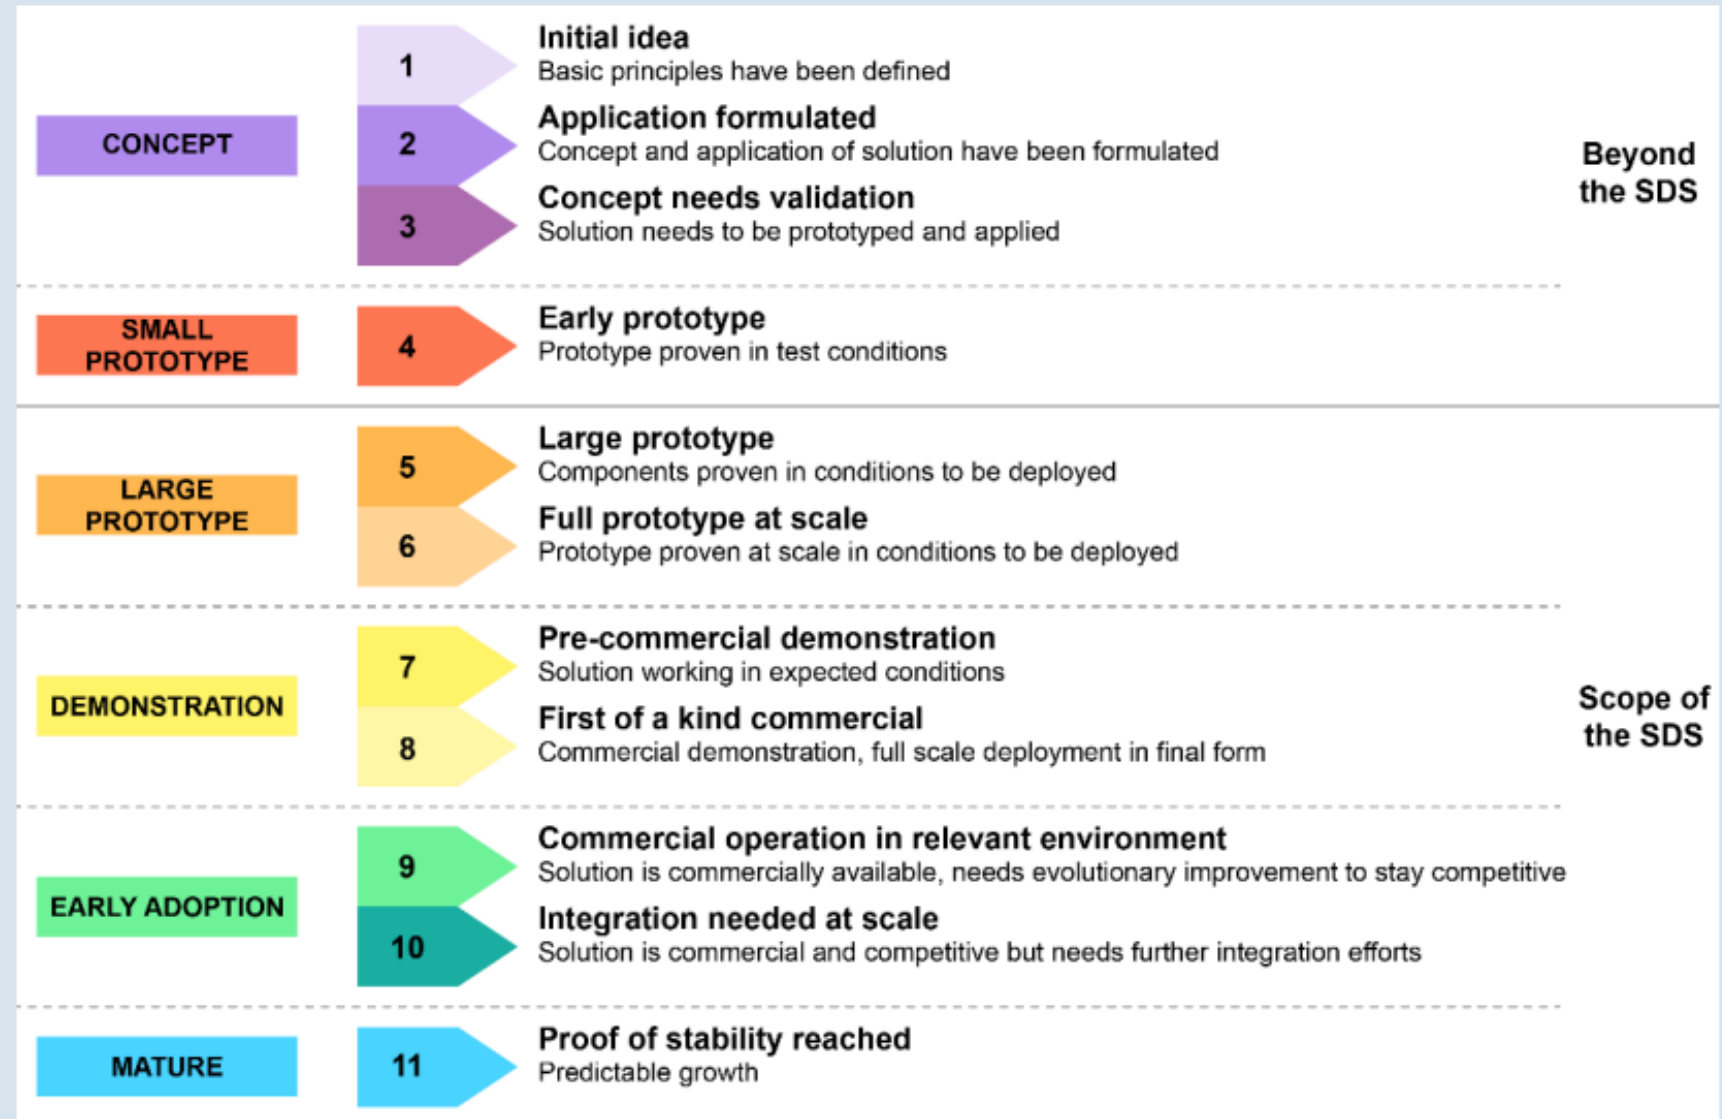 CONCEPT
1
Initial idea
Basic principles have been defined
2
Application formulated
Concept and application of solution have been formulated
3
Concept needs validation
Solution needs to be prototyped and applied
Beyond
the SDS
SMALL
PROTOTYPE
4
Early prototype
Prototype proven in test conditions
LARGE
PROTOTYPE
5
Large prototype
Components proven in conditions to be deployed
6
Full prototype at scale
Prototype proven at scale in conditions to be deployed
DEMONSTRATION
7
Pre-commercial demonstration
Solution working in expected conditions
8
First of a kind commercial
Commercial demonstration, full scale deployment in final form
Scope of
the SDS
EARLY ADOPTION
9
Commercial operation in relevant environment
Solution is commercially available, needs evolutionary improvement to stay competitive
10
Integration needed at scale
Solution is commercial and competitive but needs further integration efforts
MATURE
11
Proof of stability reached
Predictable growth